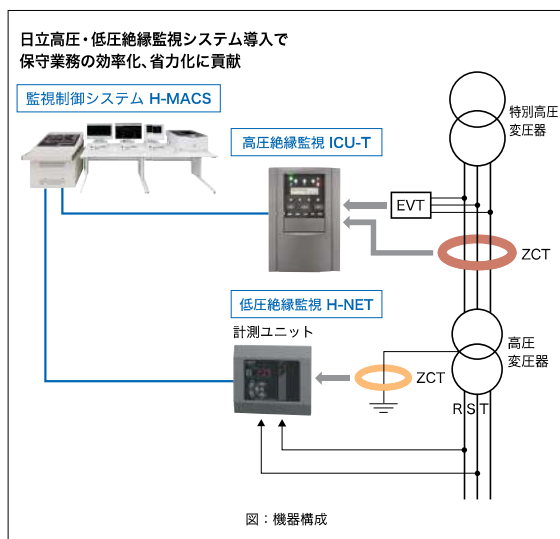 日立高圧・低圧絶縁監視システム導入で
保守業務の効率化、省力化に貢献
監視制御システム H-MACS
高圧絶縁監視 ICU-T
特別高圧
変圧器
EVT
ZCT
低圧絶縁監視 H-NET
計測ユニット
高圧
変圧器
ZCT
R S T
図：機器構成